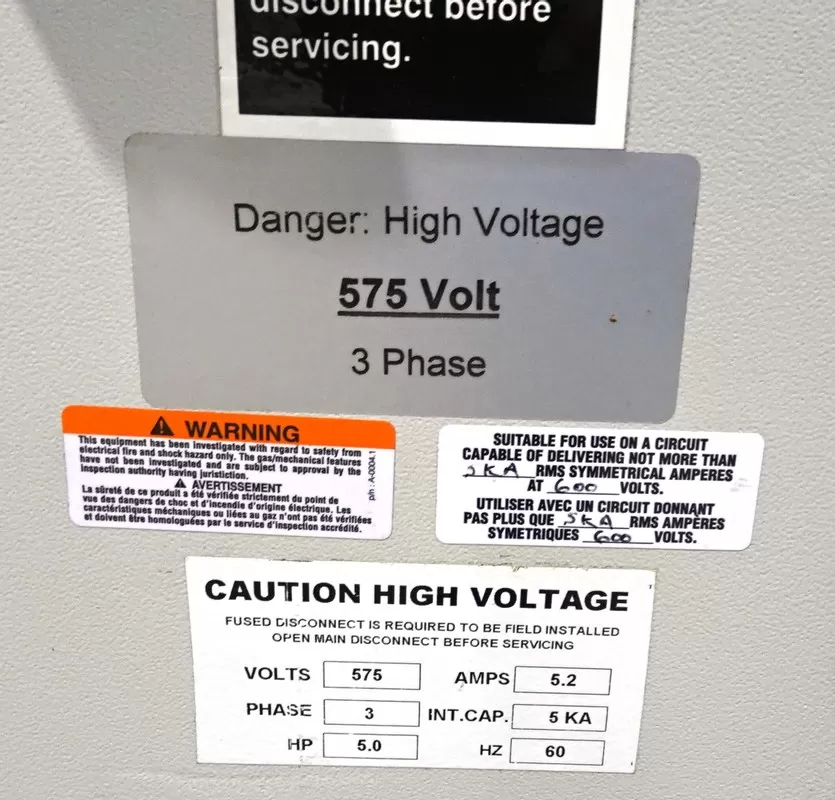 disconnect before
servicing.
Danger: High Voltage
575 Volt
3 Phase
WARNING
This equipment has been investigated with regard to safety from
electrical fire and shock hazard only. The gas/mechanical features
have not been investigated and are subject to approval by the
inspection authority having juristiction.
AVERTISSEMENT
La sûreté de ce produit a été vérifiée strictement du point de
vue des dangers de choc et d'incendie d'origine électrique. Les
caractéristiques méchaniques ou liées au gaz n'ont pas été vérifiées
et doivent être homologuées par le service d'inspection accrédité.
p/n: A-0004.1
SUITABLE FOR USE ON A CIRCUIT
CAPABLE OF DELIVERING NOT MORE THAN
5KA RMS SYMMETRICAL AMPERES
AT 600 VOLTS.
UTILISER AVEC UN CIRCUIT DONNANT
PAS PLUS QUE 5KA RMS AMPÈRES
SYMETRIQUES 600 VOLTS.
CAUTION HIGH VOLTAGE
FUSED DISCONNECT IS REQUIRED TO BE FIELD INSTALLED
OPEN MAIN DISCONNECT BEFORE SERVICING
VOLTS 575 AMPS 5.2
PHASE 3 INT.CAP. 5 KA
HP 5.0 HZ 60